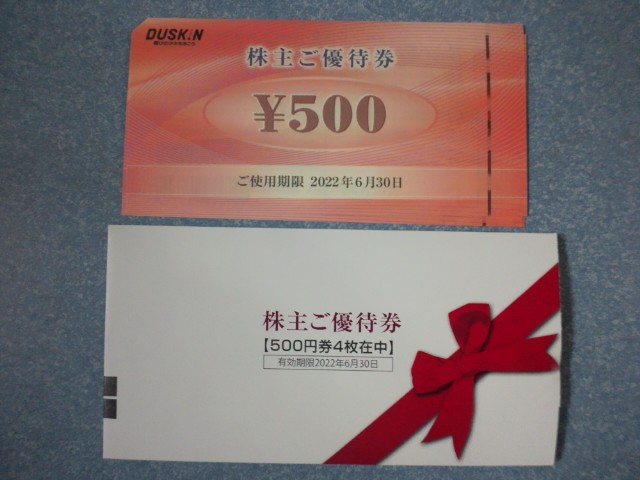 DUSKIN
株主ご優待券
¥500
ご使用期限 2022年6月30日
株主ご優待券
【500円券4枚在中】
有効期限2022年6月30日